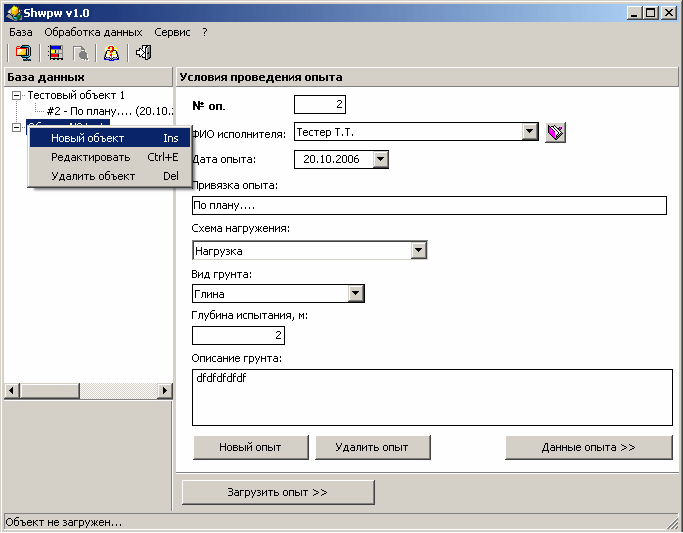 Shwpw v1.0
База Обработка данных Сервис ?
База данных
Тестовый объект 1
#2 - По плану.... (20.10.
Новый объект Ins
Редактировать Ctrl+E
Удалить объект Del
Условия проведения опыта
№ оп. 2
ФИО исполнителя: Тестер Т.Т.
Дата опыта: 20.10.2006
Привязка опыта:
По плану....
Схема нагружения:
Нагрузка
Вид грунта:
Глина
Глубина испытания, м:
2
Описание грунта:
dfdfdfdfdf
Новый опыт Удалить опыт Данные опыта >>
Загрузить опыт >>
Объект не загружен...